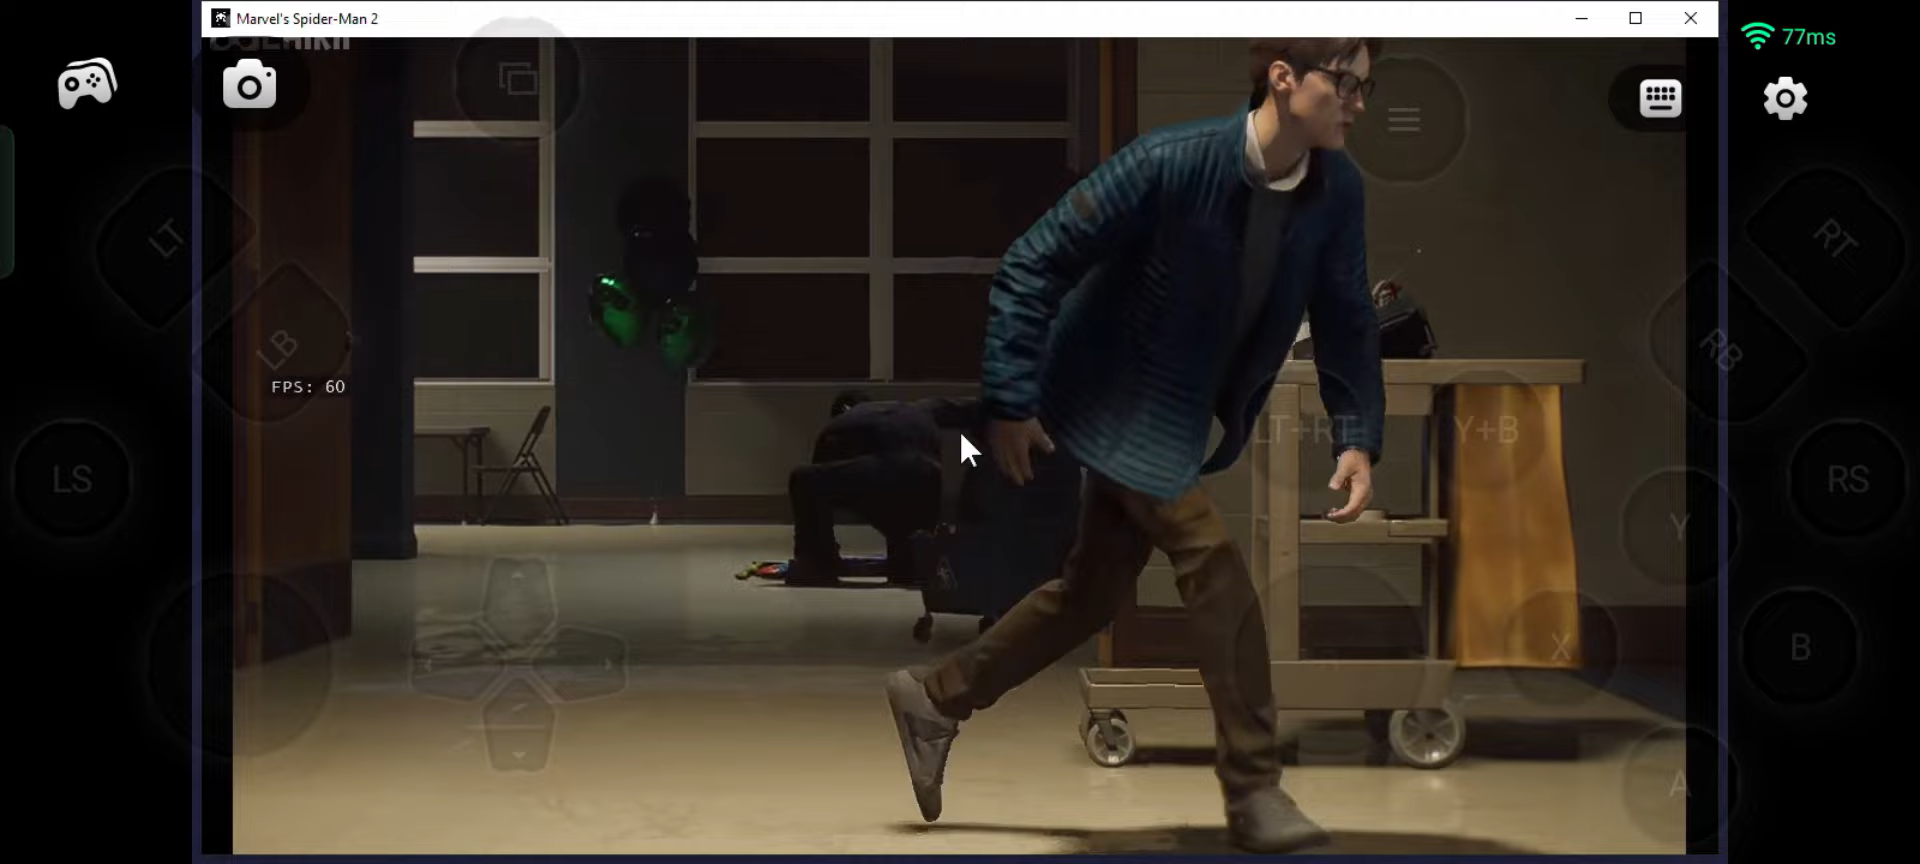 Marvel's Spider-Man 2
77ms
LT
RT
LB
RB
FPS: 60
LT+RT
Y+B
LS
RS
Y
X
B
A